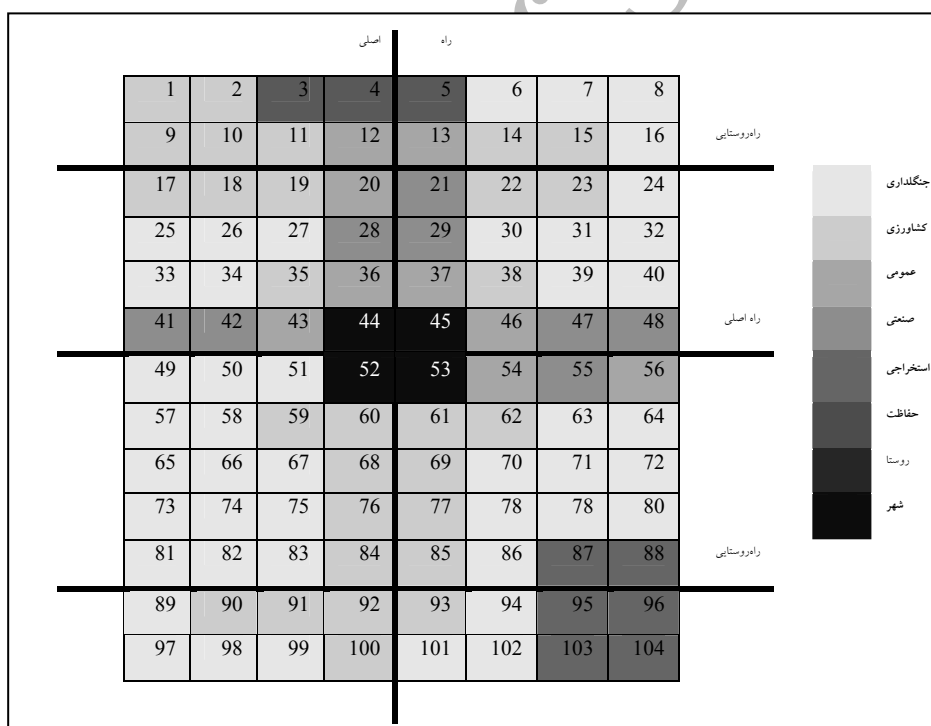 راه اصلی
1 2 3 4 5 6 7 8
9 10 11 12 13 14 15 16 راه‌روستایی
17 18 19 20 21 22 23 24
25 26 27 28 29 30 31 32
33 34 35 36 37 38 39 40
41 42 43 44 45 46 47 48 راه اصلی
49 50 51 52 53 54 55 56
57 58 59 60 61 62 63 64
65 66 67 68 69 70 71 72
73 74 75 76 77 78 78 80
81 82 83 84 85 86 87 88 راه‌روستایی
89 90 91 92 93 94 95 96
97 98 99 100 101 102 103 104
جنگلداری
کشاورزی
عمومی
صنعتی
استخراجی
حفاظت
روستا
شهر